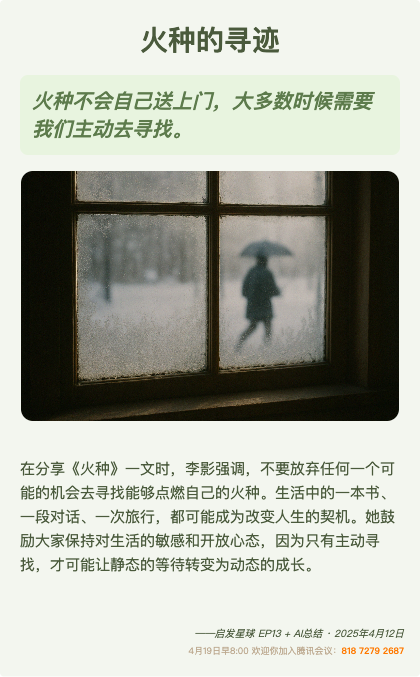 火种的寻迹
火种不会自己送上门，大多数时候需要
我们主动去寻找。
在分享《火种》一文时，李影强调，不要放弃任何一个可
能的机会去寻找能够点燃自己的火种。生活中的一本书、
一段对话、一次旅行，都可能成为改变人生的契机。她鼓
励大家保持对生活的敏感和开放心态，因为只有主动寻
找，才可能让静态的等待转变为动态的成长。
——启发星球 EP13 + AI总结 · 2025年4月12日
4月19日早8:00 欢迎你加入腾讯会议：818 7279 2687